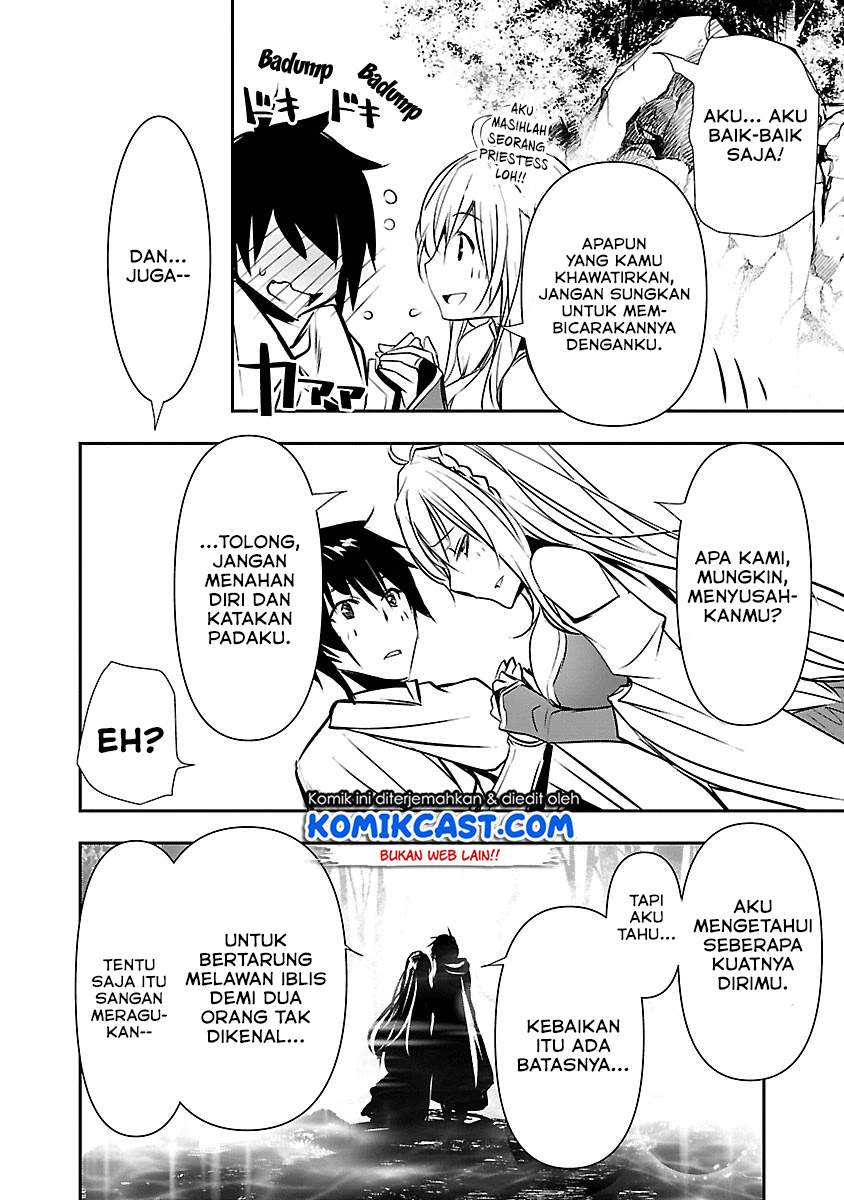 AKU... AKU
BAIK-BAIK
SAJA!
APAPUN
YANG KAMU
KHAWATIRKAN,
JANGAN SUNGKAN
UNTUK MEM-
BICARAKANNYA
DENGANKU.
AKU
MASIHLAH
SEORANG
PRIESTESS
LOH!!
Badump
Badump
ドキ
ドキ
カアァァ
DAN...
JUGA--
APA KAMI,
MUNGKIN,
MENYUSAH-
KANMU?
...TOLONG,
JANGAN
MENAHAN
DIRI DAN
KATAKAN
PADAKU.
EH?
Komik ini diterjemahkan & diedit oleh
KOMIKCAST.COM
BUKAN WEB LAIN!!
AKU
MENGETAHUI
SEBERAPA
KUATNYA
DIRIMU.
TAPI
AKU
TAHU...
KEBAIKAN
ITU ADA
BATASNYA...
UNTUK
BERTARUNG
MELAWAN IBLIS
DEMI DUA
ORANG TAK
DIKENAL...
TENTU
SAJA ITU
SANGAN
MERAGU-
KAN--